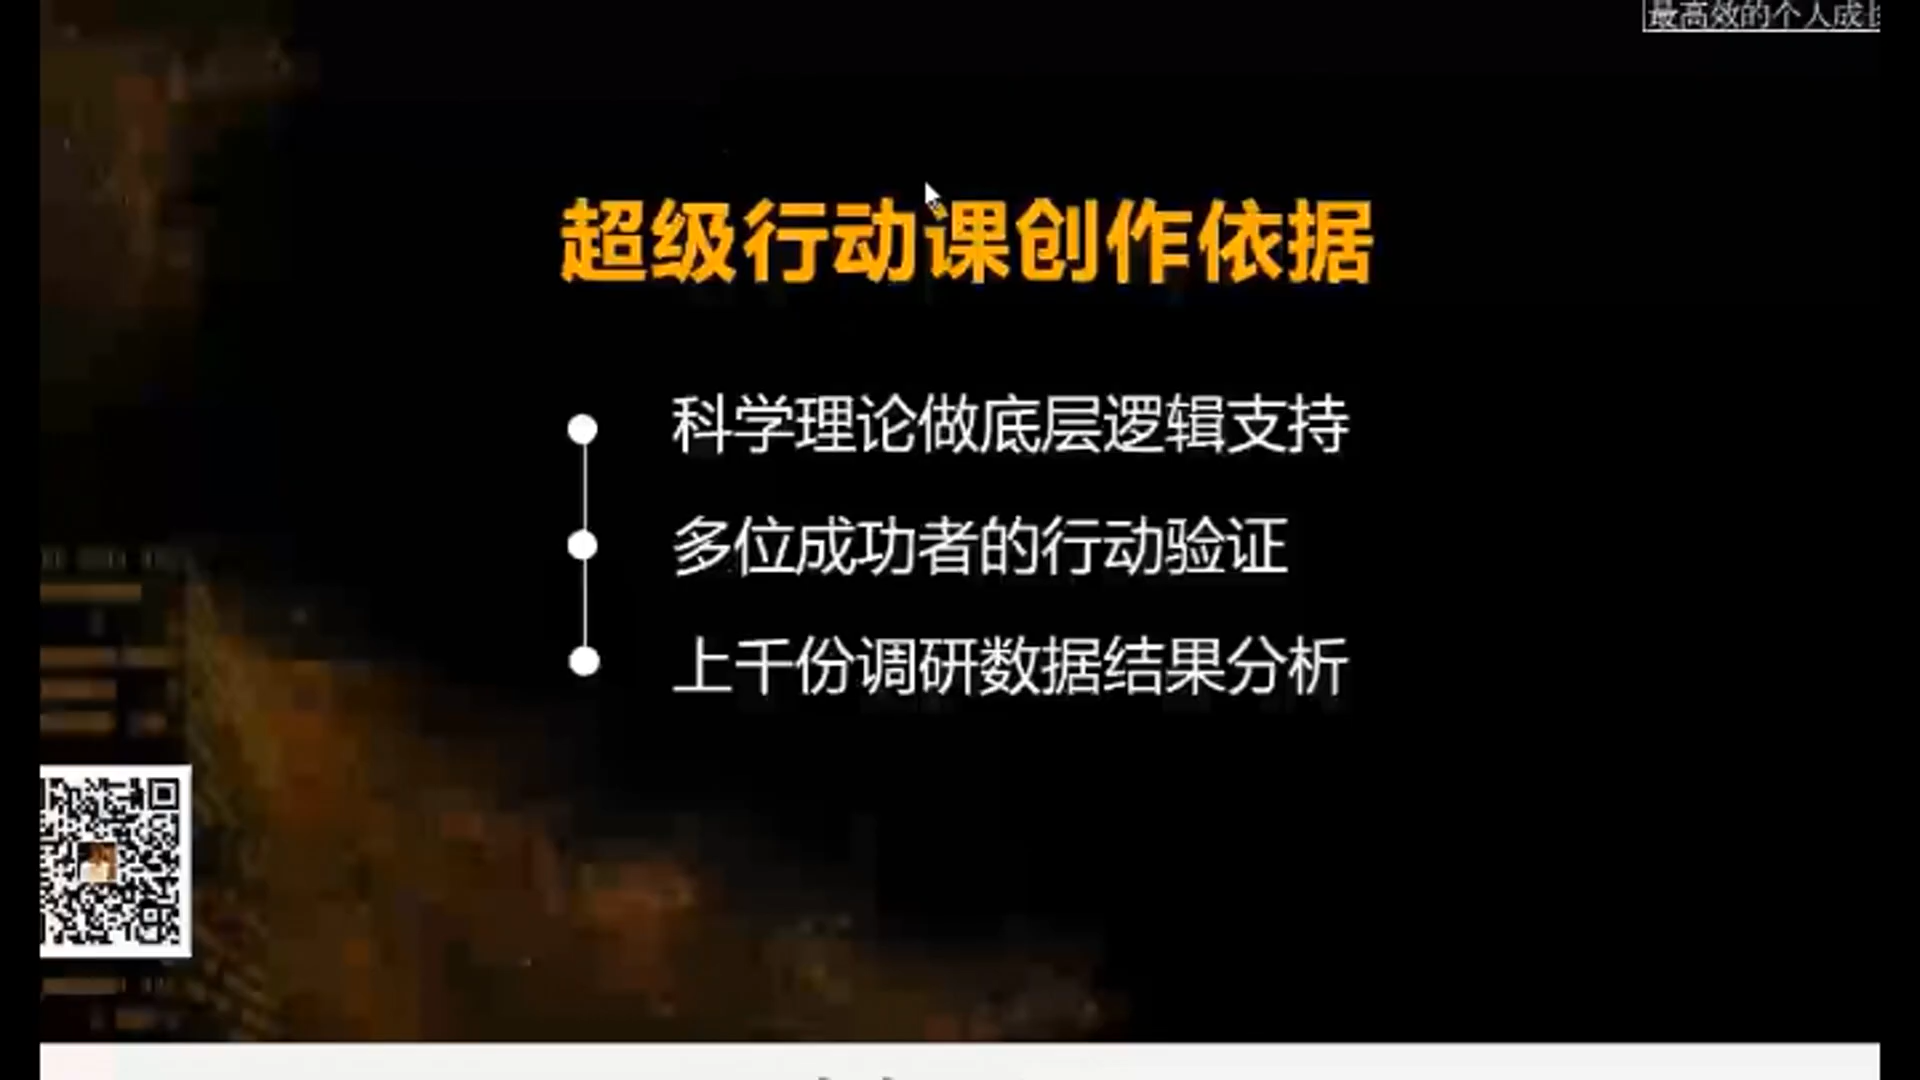 最高效的个人成长
超级行动课创作依据
科学理论做底层逻辑支持
多位成功者的行动验证
上千份调研数据结果分析